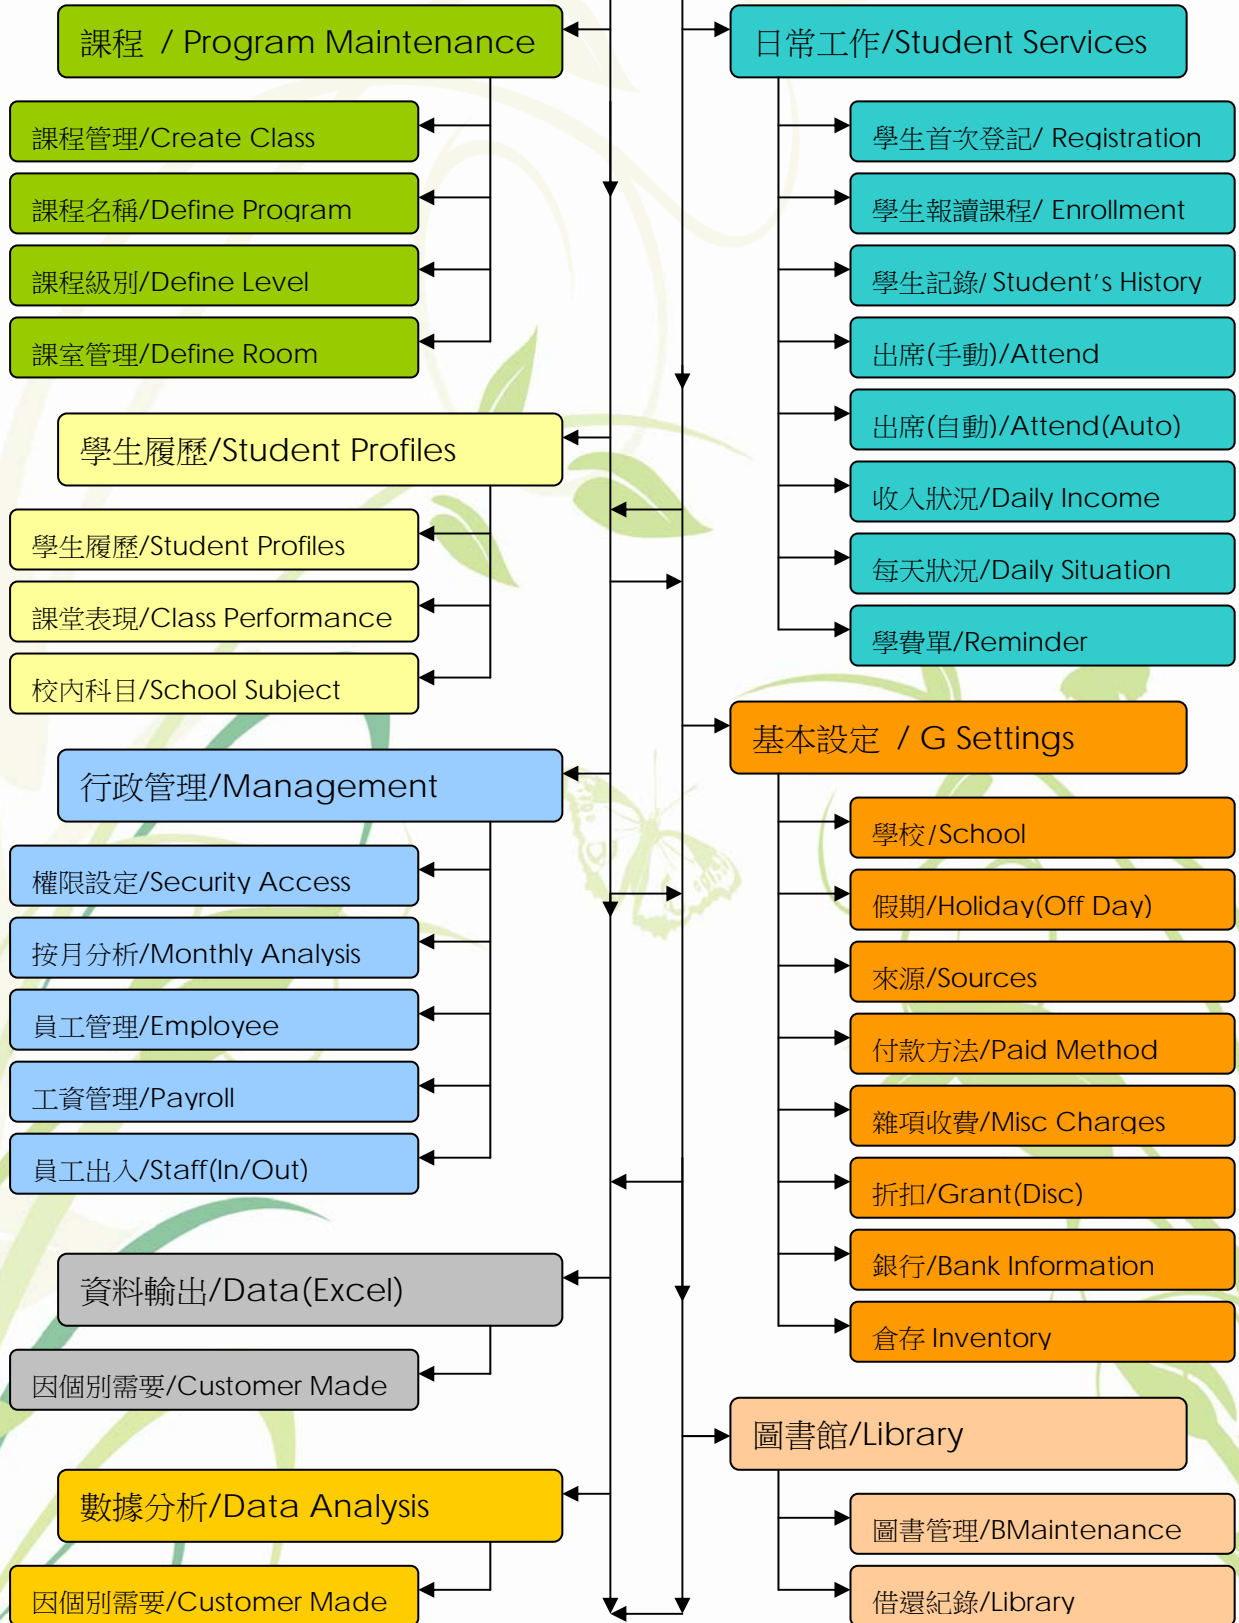 課程 / Program Maintenance
課程管理/Create Class
課程名稱/Define Program
課程級別/Define Level
課室管理/Define Room
學生履歷/Student Profiles
學生履歷/Student Profiles
課堂表現/Class Performance
校內科目/School Subject
行政管理/Management
權限設定/Security Access
按月分析/Monthly Analysis
員工管理/Employee
工資管理/Payroll
員工出入/Staff(In/Out)
資料輸出/Data(Excel)
因個別需要/Customer Made
數據分析/Data Analysis
因個別需要/Customer Made
日常工作/Student Services
學生首次登記/ Registration
學生報讀課程/ Enrollment
學生記錄/ Student’s History
出席(手動)/Attend
出席(自動)/Attend(Auto)
收入狀況/Daily Income
每天狀況/Daily Situation
學費單/Reminder
基本設定 / G Settings
學校/School
假期/Holiday(Off Day)
來源/Sources
付款方法/Paid Method
雜項收費/Misc Charges
折扣/Grant(Disc)
銀行/Bank Information
倉存 Inventory
圖書館/Library
圖書管理/BMaintenance
借還紀錄/Library